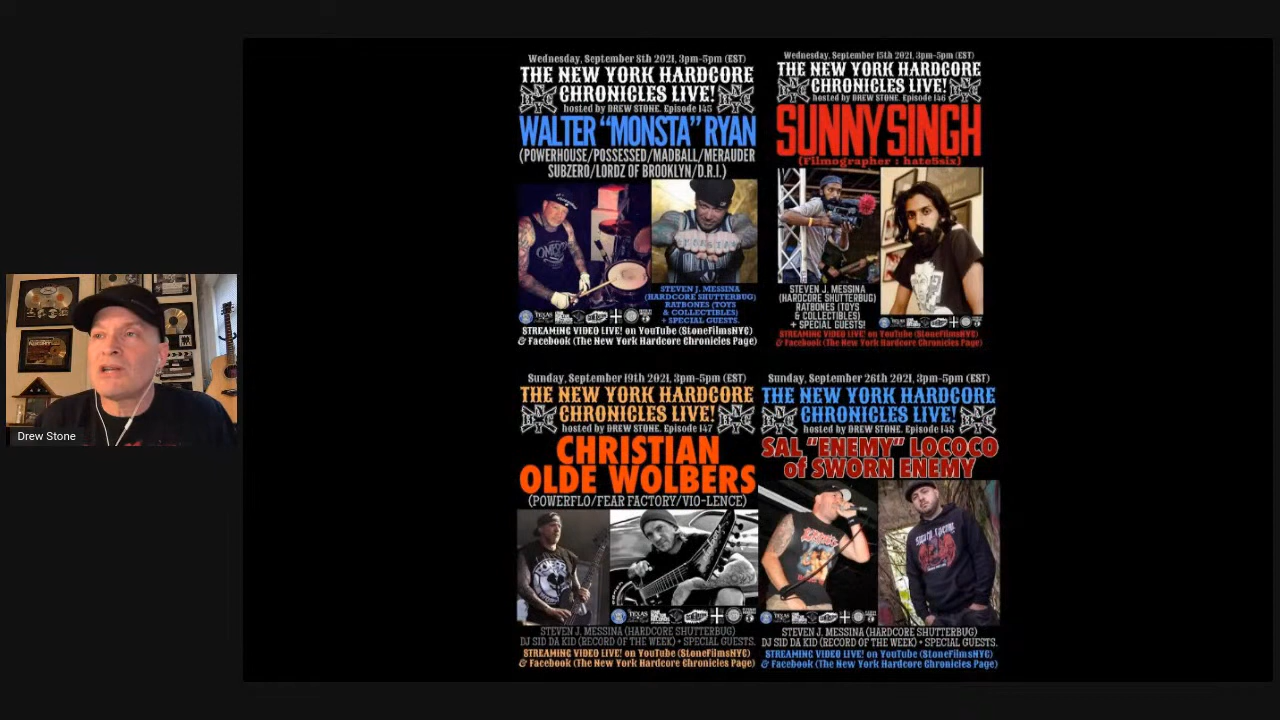 Wednesday, September 8th 2021, 3pm-5pm (EST)
THE NEW YORK HARDCORE
CHRONICLES LIVE!
hosted by DREW STONE. Episode 145
WALTER "MONSTA" RYAN
(POWERHOUSE/POSSESSED/MADBALL/MERAUDER
SUBZERO/LORDZ OF BROOKLYN/D.R.I.)
STEVEN J. MESSINA
(HARDCORE SHUTTERBUG)
RATBONES (TOYS
& COLLECTIBLES)
+ SPECIAL GUESTS.
STREAMING VIDEO LIVE! on YouTube (StoneFilmsNYC)
& Facebook (The New York Hardcore Chronicles Page)
Wednesday, September 15th 2021, 3pm-5pm (EST)
THE NEW YORK HARDCORE
CHRONICLES LIVE!
hosted by DREW STONE. Episode 146
SUNNY SINGH
(Filmographer : hate5six)
STEVEN J. MESSINA
(HARDCORE SHUTTERBUG)
RATBONES (TOYS
& COLLECTIBLES)
+ SPECIAL GUESTS!
STREAMING VIDEO LIVE! on YouTube (StoneFilmsNYC)
& Facebook (The New York Hardcore Chronicles Page)
Drew Stone
Sunday, September 19th 2021, 3pm-5pm (EST)
THE NEW YORK HARDCORE
CHRONICLES LIVE!
hosted by DREW STONE. Episode 147
CHRISTIAN
OLDE WOLBERS
(POWERFLO/FEAR FACTORY/VIO-LENCE)
STEVEN J. MESSINA (HARDCORE SHUTTERBUG)
DJ SID DA KID (RECORD OF THE WEEK) + SPECIAL GUESTS.
STREAMING VIDEO LIVE! on YouTube (StoneFilmsNYC)
& Facebook (The New York Hardcore Chronicles Page)
Sunday, September 26th 2021, 3pm-5pm (EST)
THE NEW YORK HARDCORE
CHRONICLES LIVE!
hosted by DREW STONE. Episode 148
SAL "ENEMY" LOCOCO
of SWORN ENEMY
STEVEN J. MESSINA (HARDCORE SHUTTERBUG)
DJ SID DA KID (RECORD OF THE WEEK) + SPECIAL GUESTS.
STREAMING VIDEO LIVE! on YouTube (StoneFilmsNYC)
& Facebook (The New York Hardcore Chronicles Page)